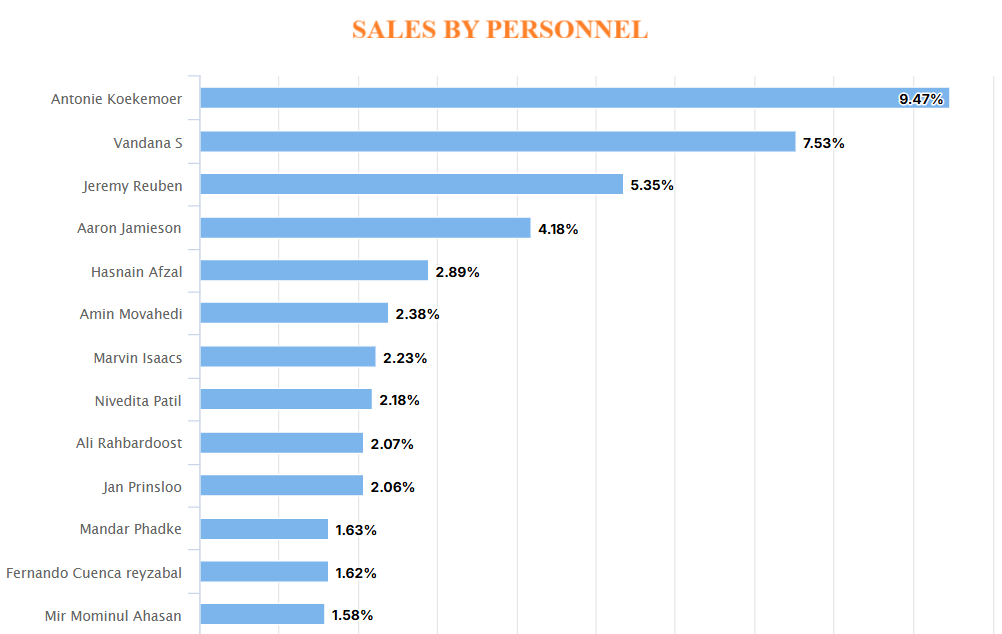 SALES BY PERSONNEL
Antonie Koekemoer 9.47%
Vandana S 7.53%
Jeremy Reuben 5.35%
Aaron Jamieson 4.18%
Hasnain Afzal 2.89%
Amin Movahedi 2.38%
Marvin Isaacs 2.23%
Nivedita Patil 2.18%
Ali Rahbardoost 2.07%
Jan Prinsloo 2.06%
Mandar Phadke 1.63%
Fernando Cuenca reyzabal 1.62%
Mir Mominul Ahasan 1.58%